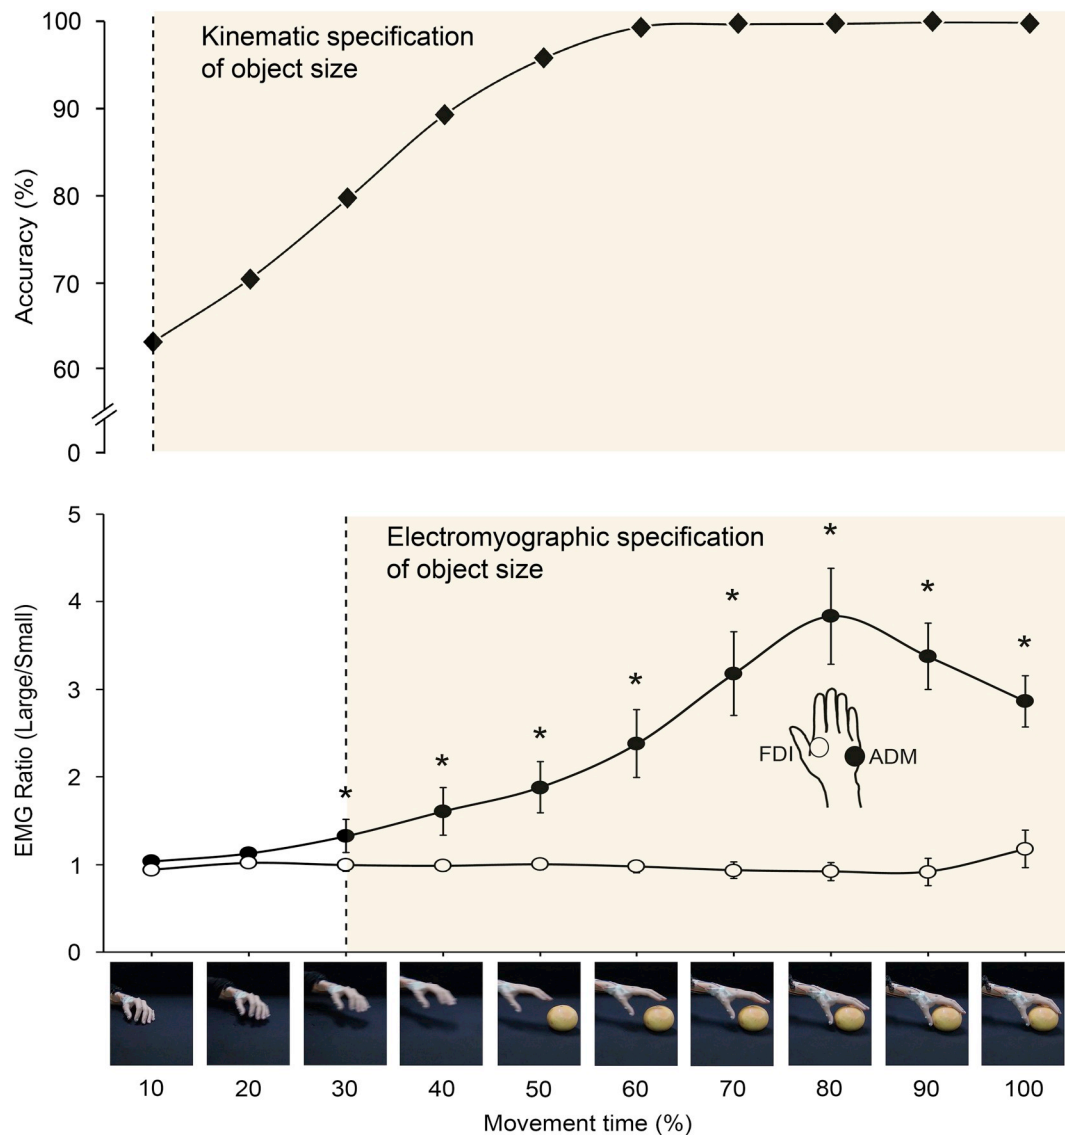 100
Kinematic specification
of object size
90
80
70
60
0
Accuracy (%)
5
Electromyographic specification
of object size
4
3
2
1
0
EMG Ratio (Large/Small)
* * * * * * * *
FDI ADM
10 20 30 40 50 60 70 80 90 100
Movement time (%)